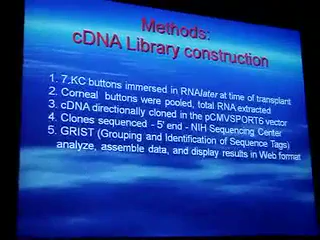 Methods:
cDNA Library construction
1. 7 KC buttons immersed in RNAlater at time of transplant
2. Corneal buttons were pooled, total RNA extracted
3. cDNA directionally cloned in the pCMVSPORT6 vector
4. Clones sequenced - 5' end - NIH Sequencing Center
5. GRIST (Grouping and Identification of Sequence Tags)
analyze, assemble data, and display results in Web format